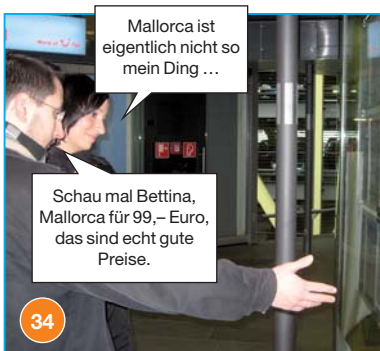 Mallorca ist
eigentlich nicht so
mein Ding …
Schau mal Bettina,
Mallorca für 99,– Euro,
das sind echt gute
Preise.
34